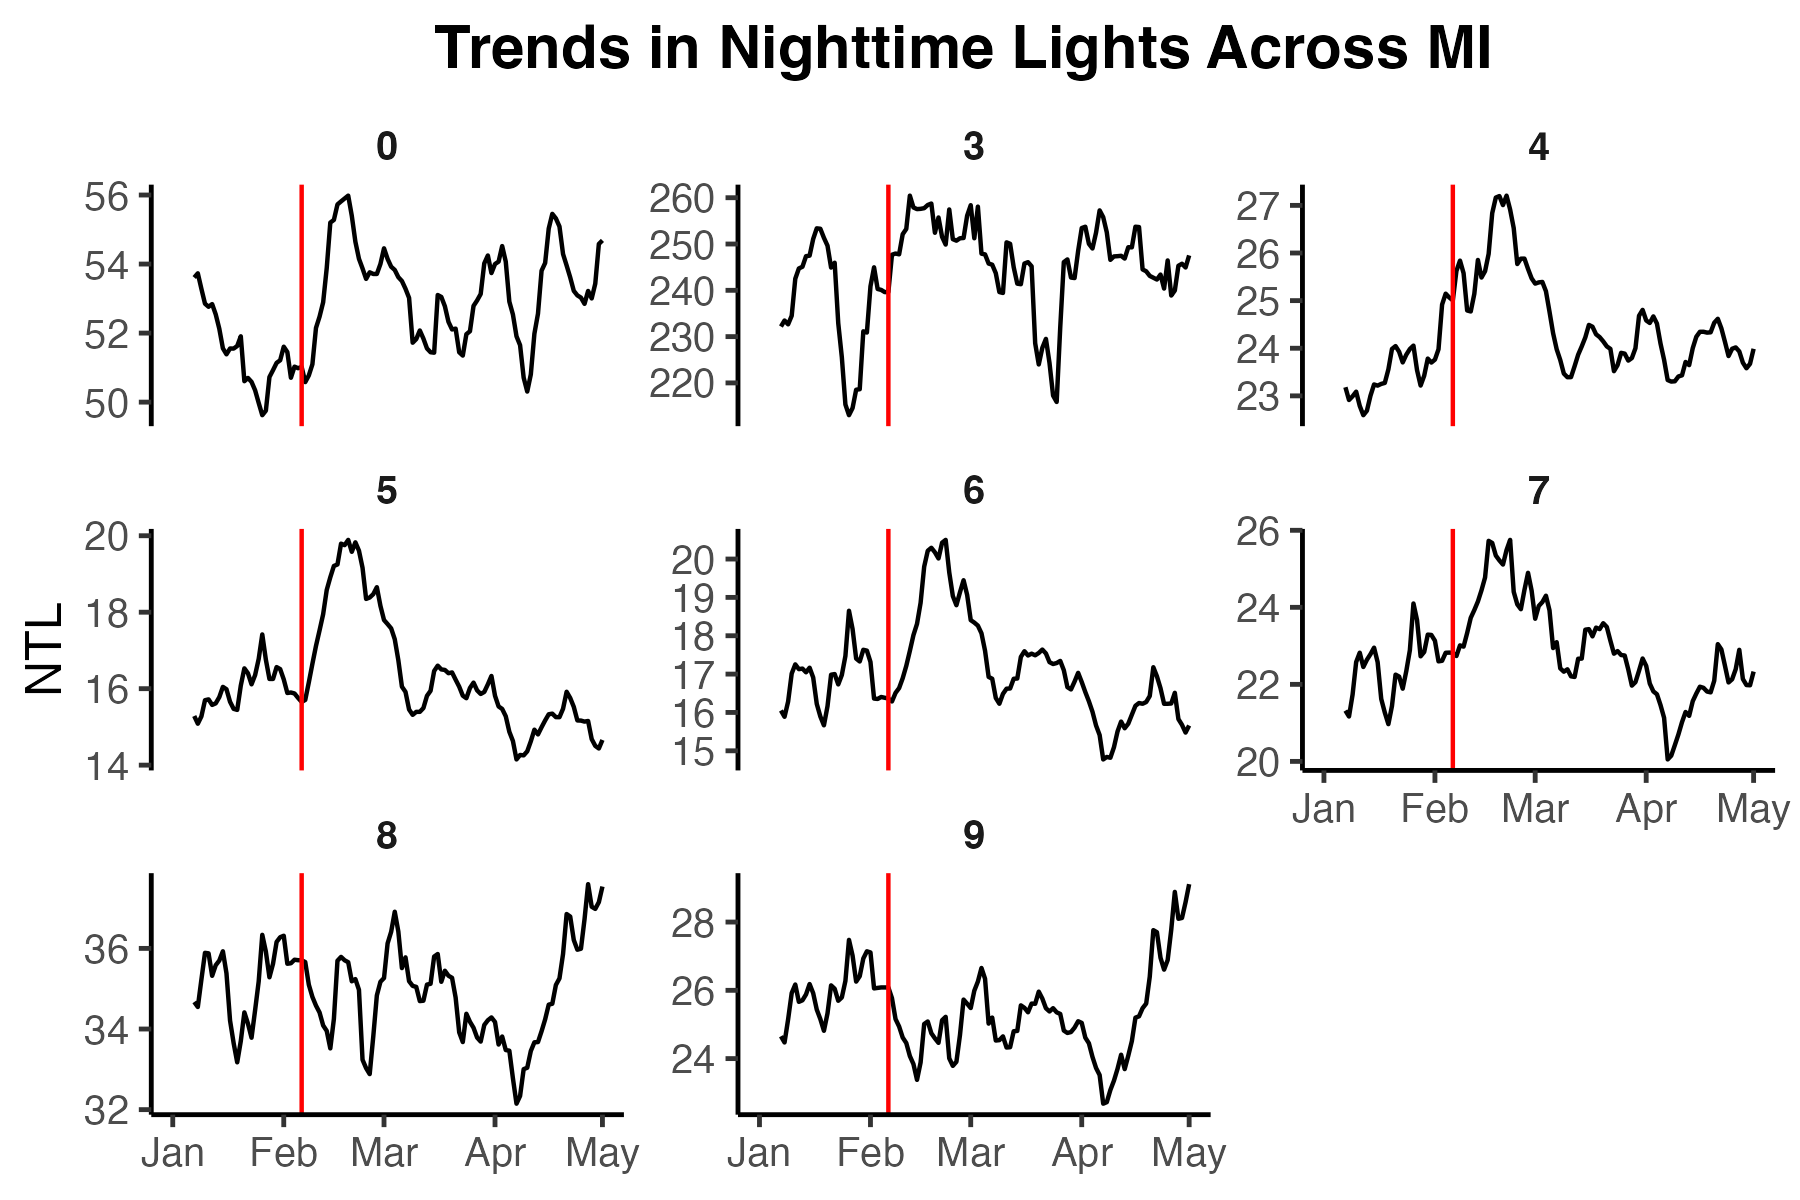 Trends in Nighttime Lights Across MI
0 3 4
56 54 52 50
260 250 240 230 220
27 26 25 24 23
NTL
5 6 7
20 18 16 14
20 19 18 17 16 15
26 24 22 20
Jan Feb Mar Apr May
8 9
36 34 32
28 26 24
Jan Feb Mar Apr May
Jan Feb Mar Apr May